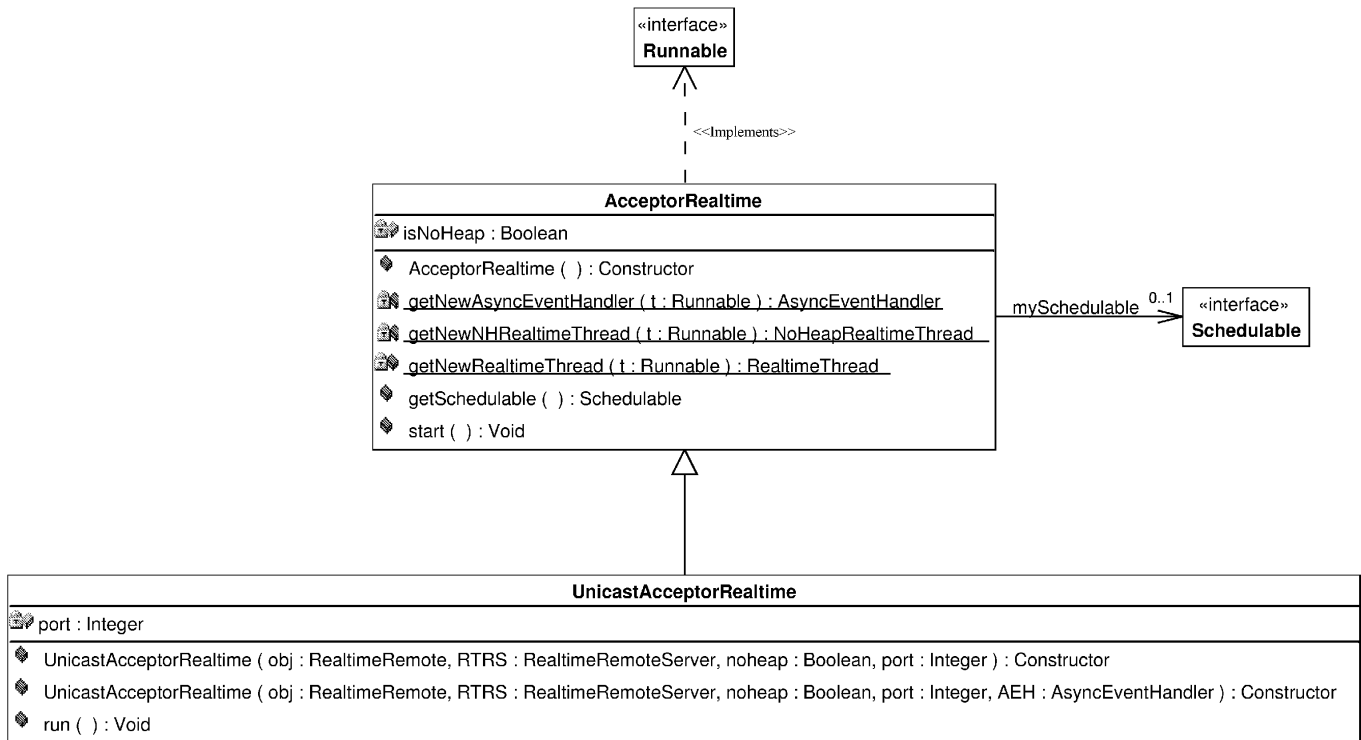 «interface»
Runnable
<<Implements>>
AcceptorRealtime
isNoHeap : Boolean
AcceptorRealtime (  ) : Constructor
getNewAsyncEventHandler ( t : Runnable ) : AsyncEventHandler
getNewNHRealtimeThread ( t : Runnable ) : NoHeapRealtimeThread
getNewRealtimeThread ( t : Runnable ) : RealtimeThread
getSchedulable (  ) : Schedulable
start (  ) : Void
mySchedulable 0..1
«interface»
Schedulable
UnicastAcceptorRealtime
port : Integer
UnicastAcceptorRealtime ( obj : RealtimeRemote, RTRS : RealtimeRemoteServer, noheap : Boolean, port : Integer ) : Constructor
UnicastAcceptorRealtime ( obj : RealtimeRemote, RTRS : RealtimeRemoteServer, noheap : Boolean, port : Integer, AEH : AsyncEventHandler ) : Constructor
run (  ) : Void